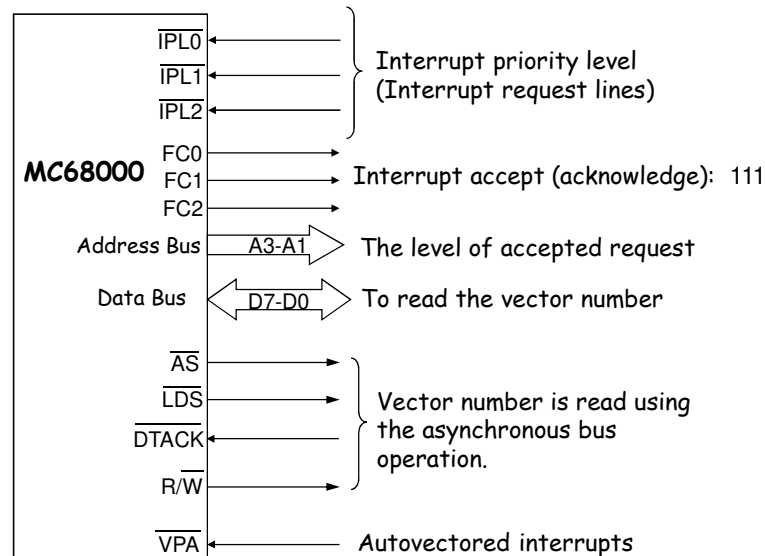 IPL0
IPL1
IPL2
Interrupt priority level
(Interrupt request lines)
MC68000
FC0
FC1
FC2
Interrupt accept (acknowledge): 111
Address Bus
A3-A1
The level of accepted request
Data Bus
D7-D0
To read the vector number
AS
LDS
DTACK
R/W
Vector number is read using
the asynchronous bus
operation.
VPA
Autovectored interrupts